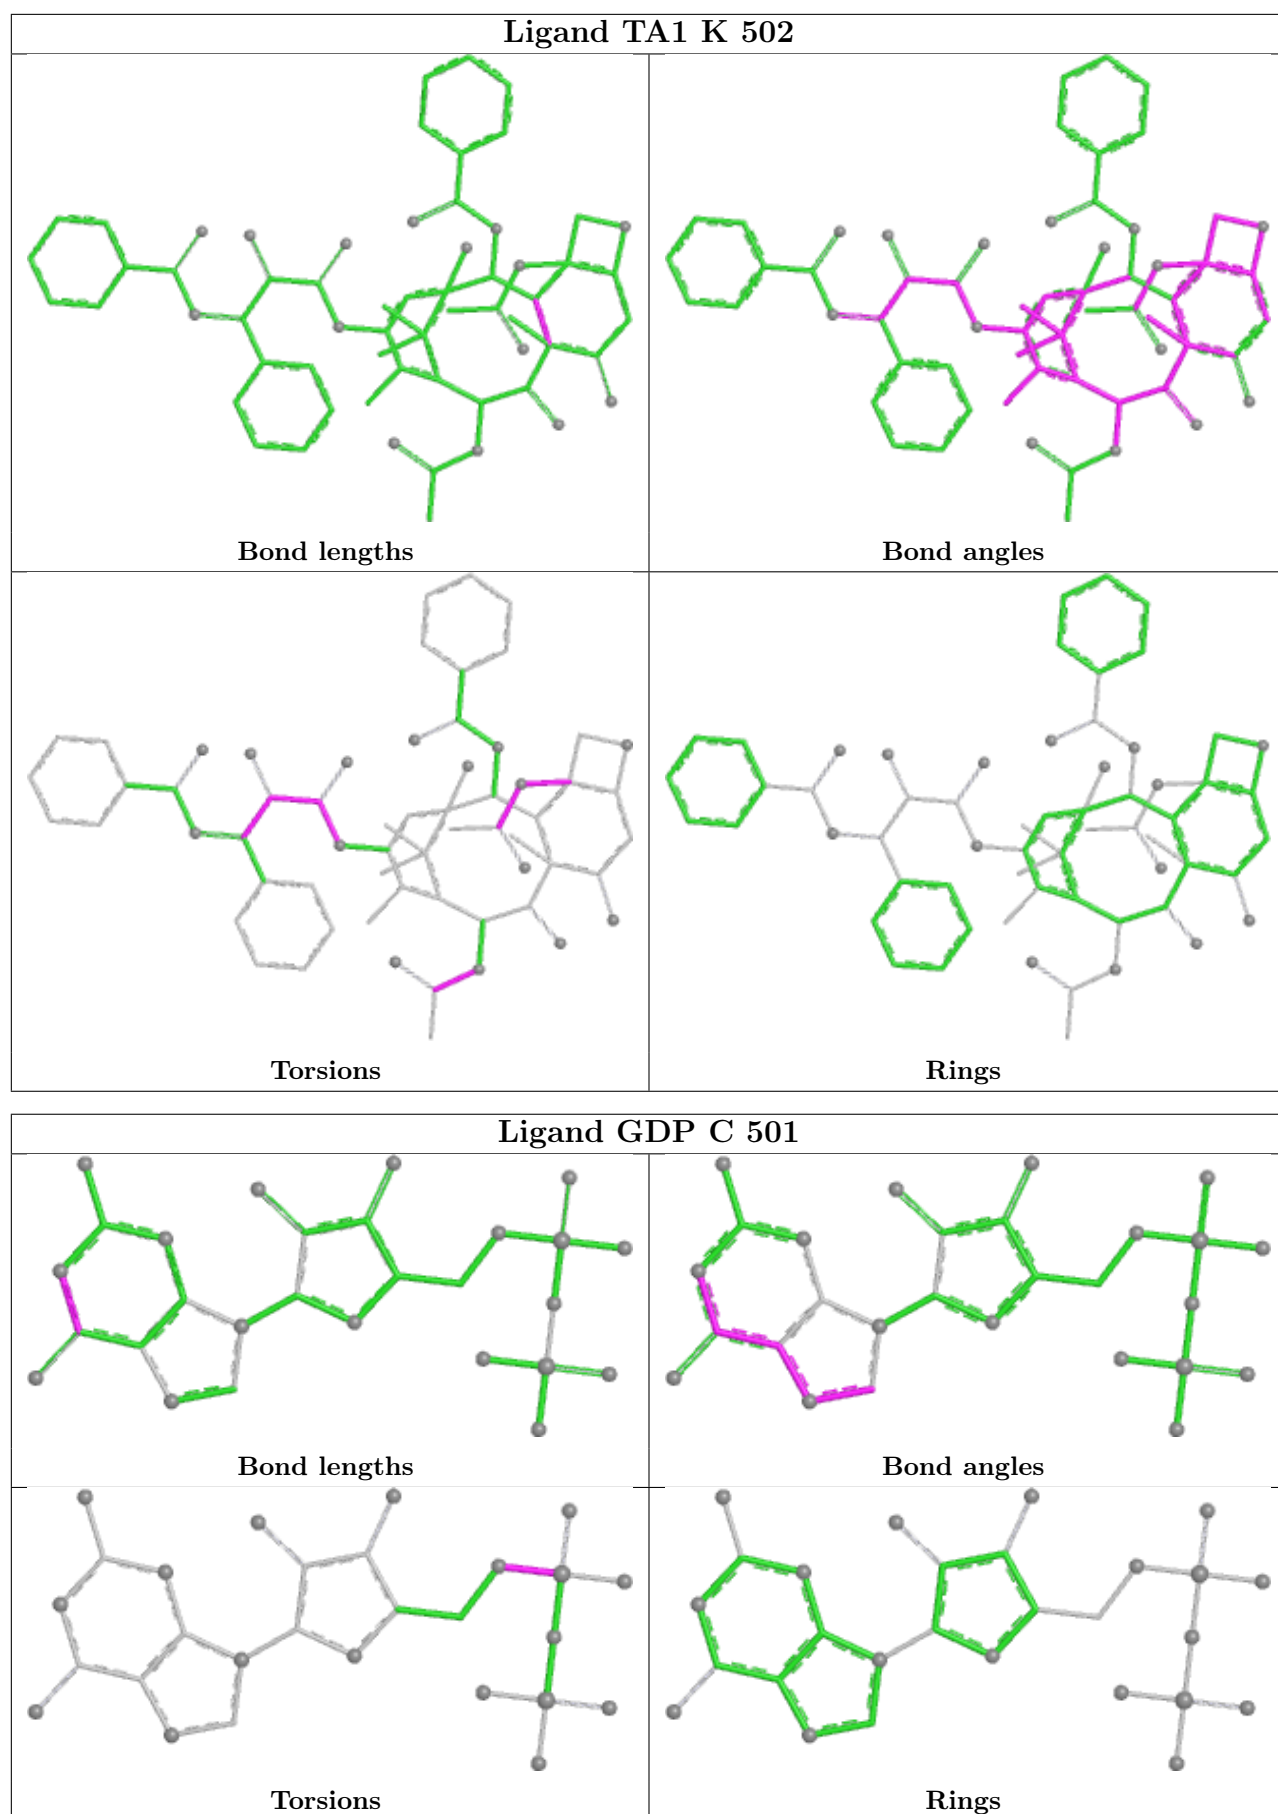 Ligand TA1 K 502
Bond lengths
Bond angles
Torsions
Rings
Ligand GDP C 501
Bond lengths
Bond angles
Torsions
Rings